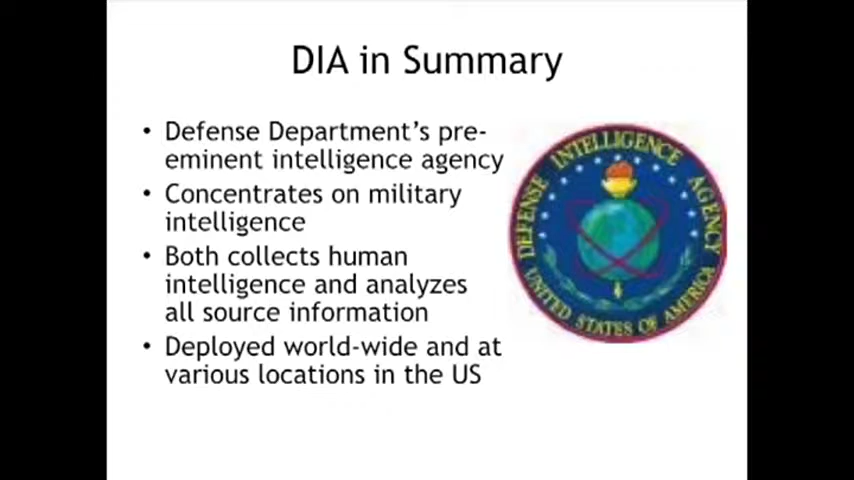 DIA in Summary
• Defense Department’s pre-
eminent intelligence agency
• Concentrates on military
intelligence
• Both collects human
intelligence and analyzes
all source information
• Deployed world-wide and at
various locations in the US
DEFENSE INTELLIGENCE AGENCY
UNITED STATES OF AMERICA